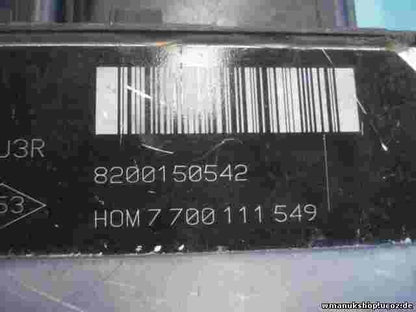 U3R
8200150542
53
HOM 7 700 111 549
wmanukshop.ucoz.de